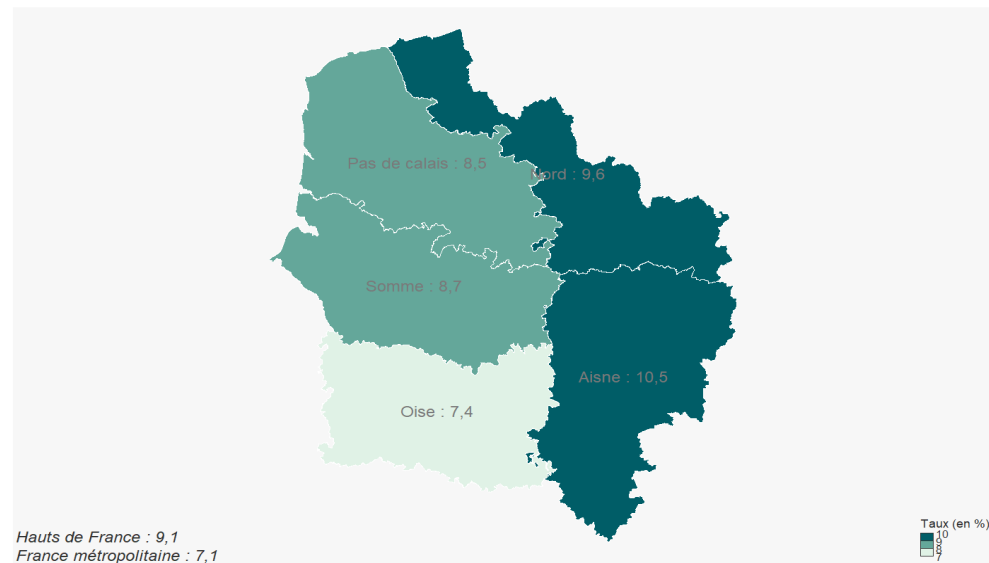 Pas de calais : 8,5
Nord : 9,6
Somme : 8,7
Aisne : 10,5
Oise : 7,4
Hauts de France : 9,1
France métropolitaine : 7,1
Taux (en %)
10
9
8
7